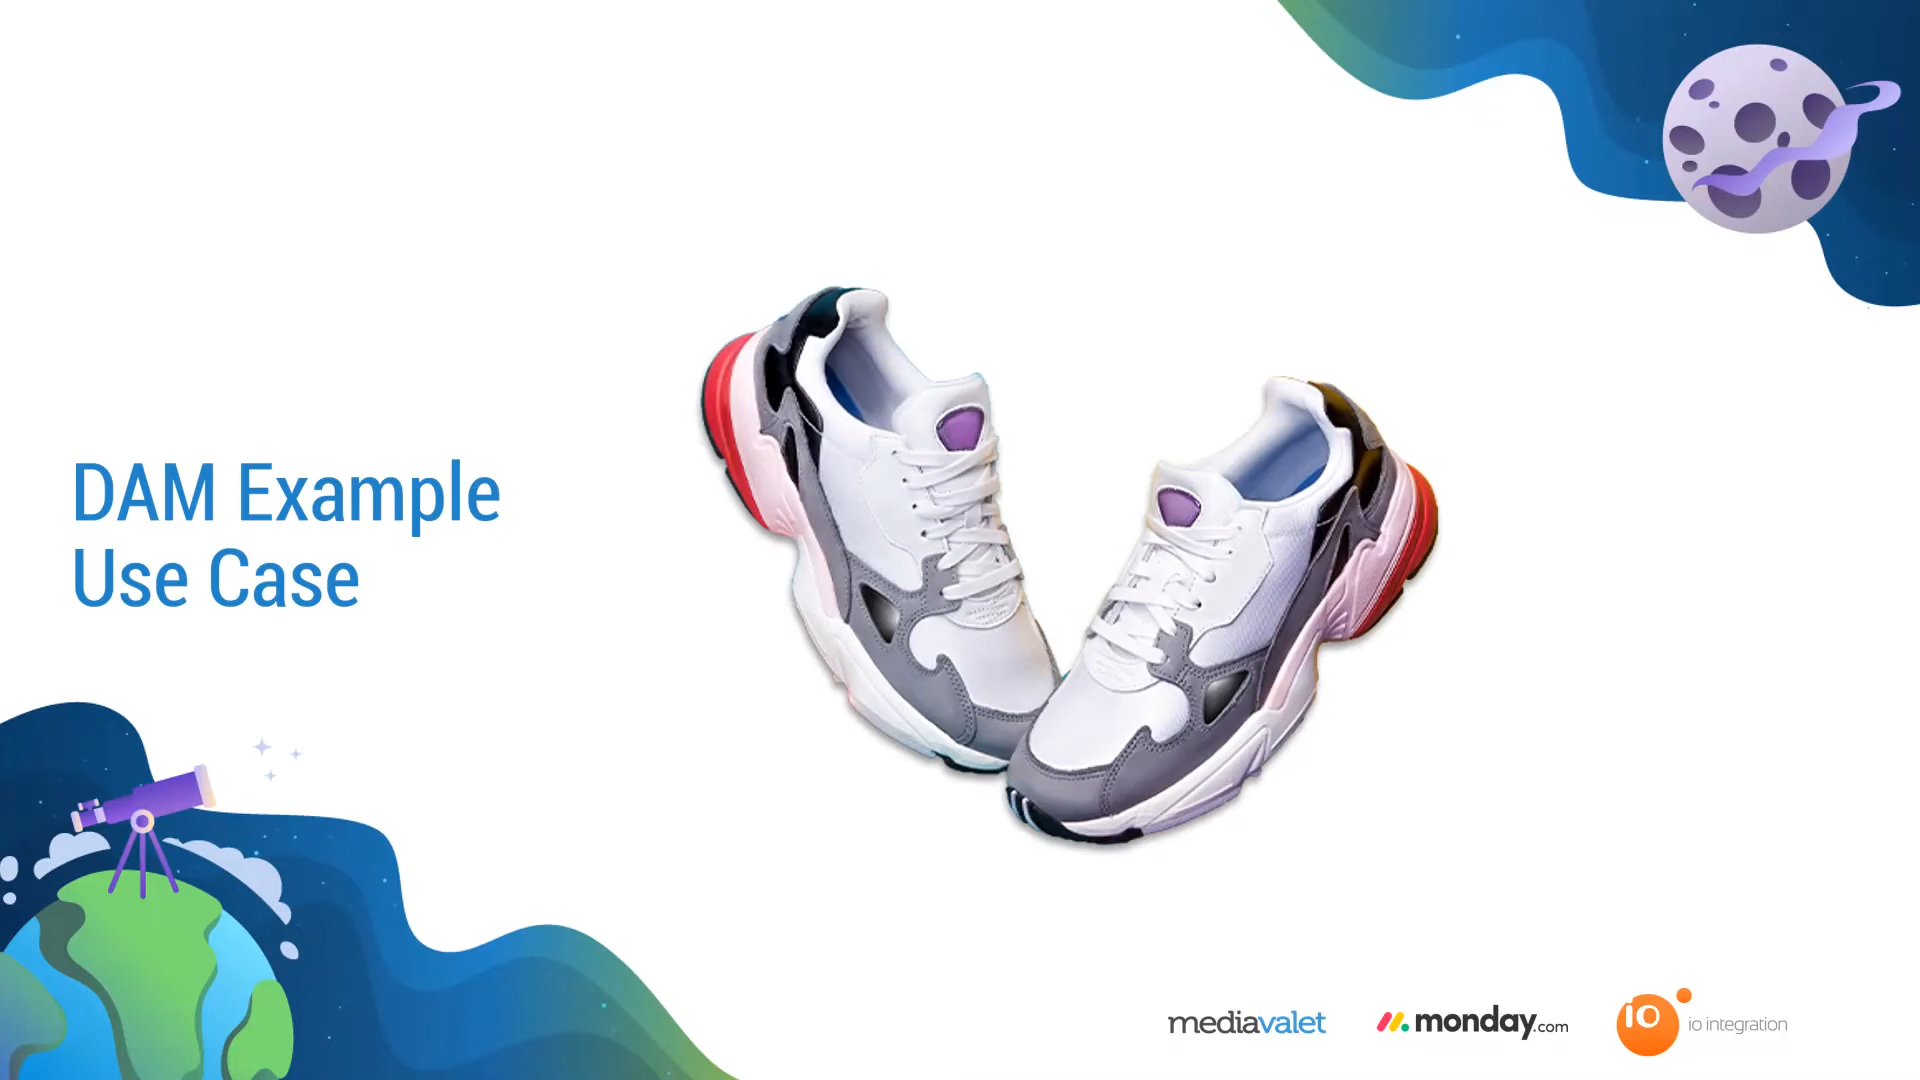 DAM Example
Use Case
mediavalet
monday.com
iO io integration